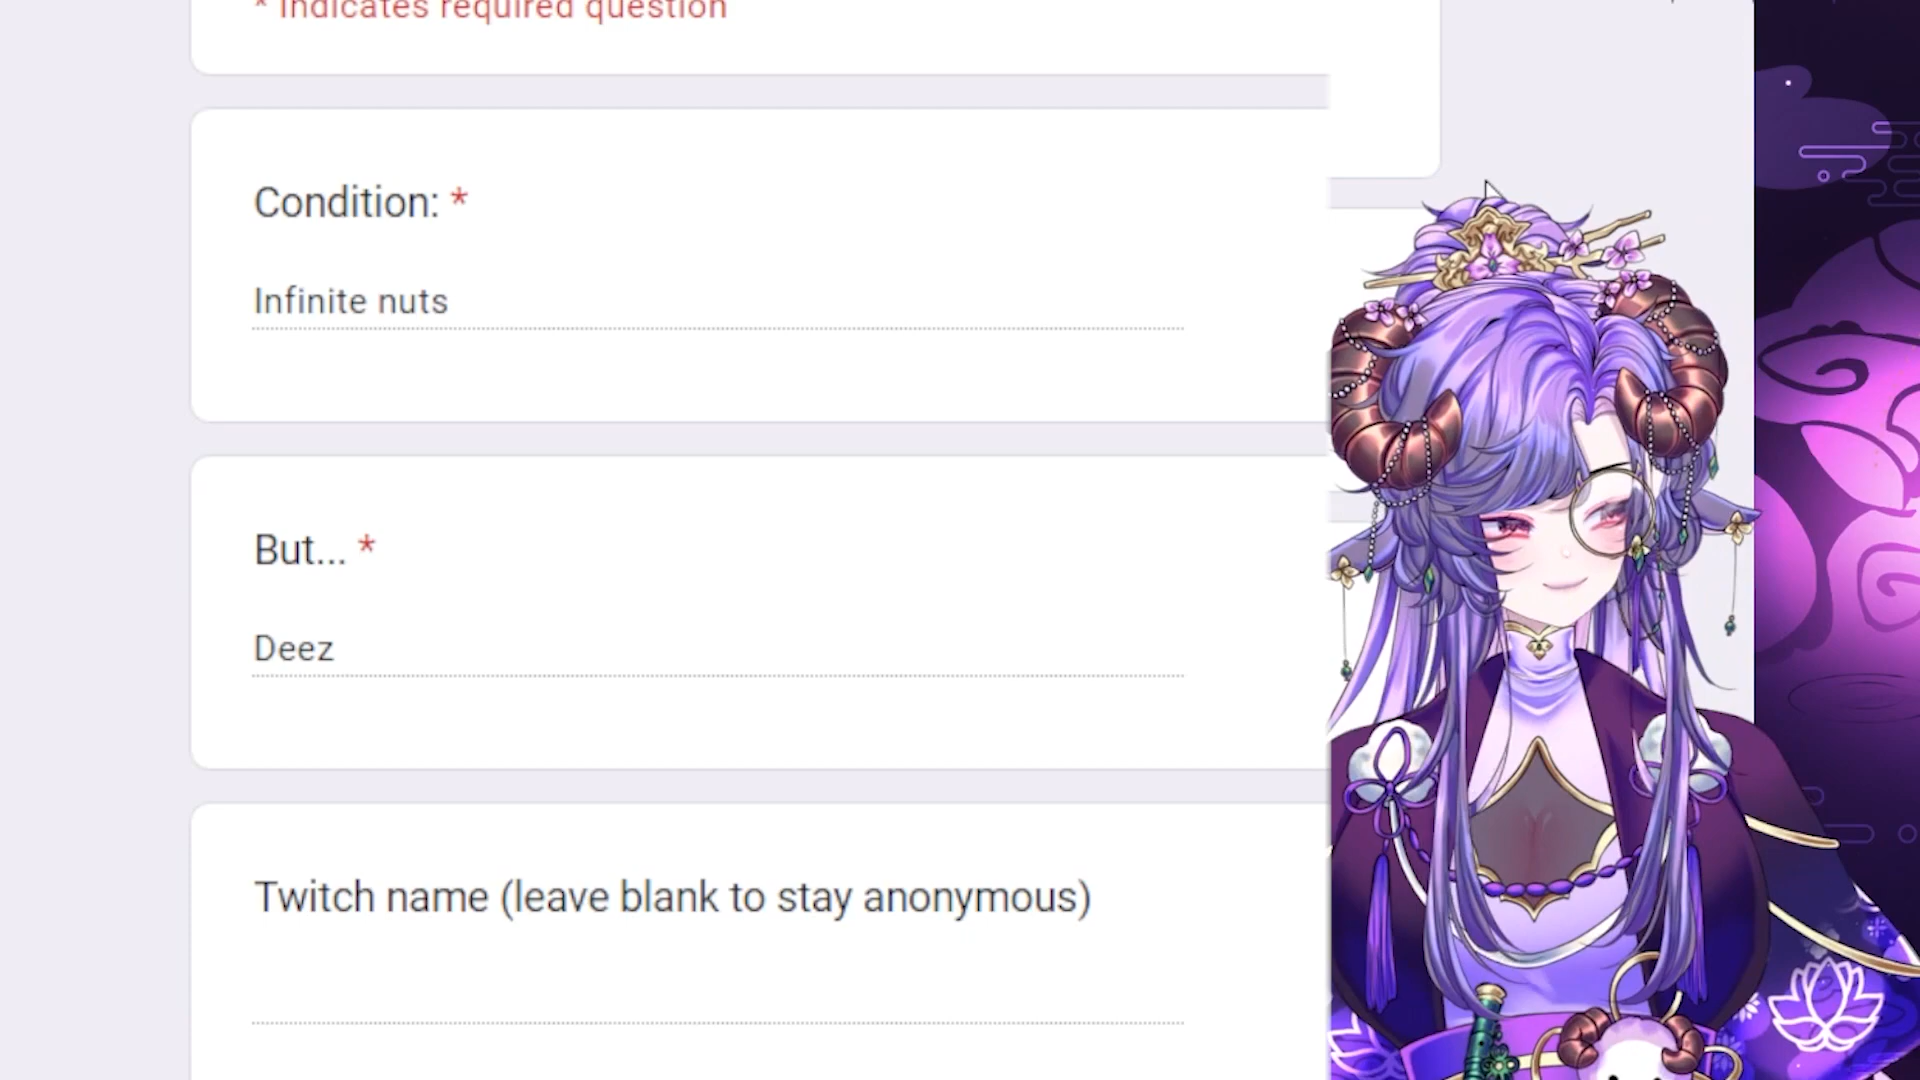 * Indicates required question
Condition: *
Infinite nuts
But... *
Deez
Twitch name (leave blank to stay anonymous)